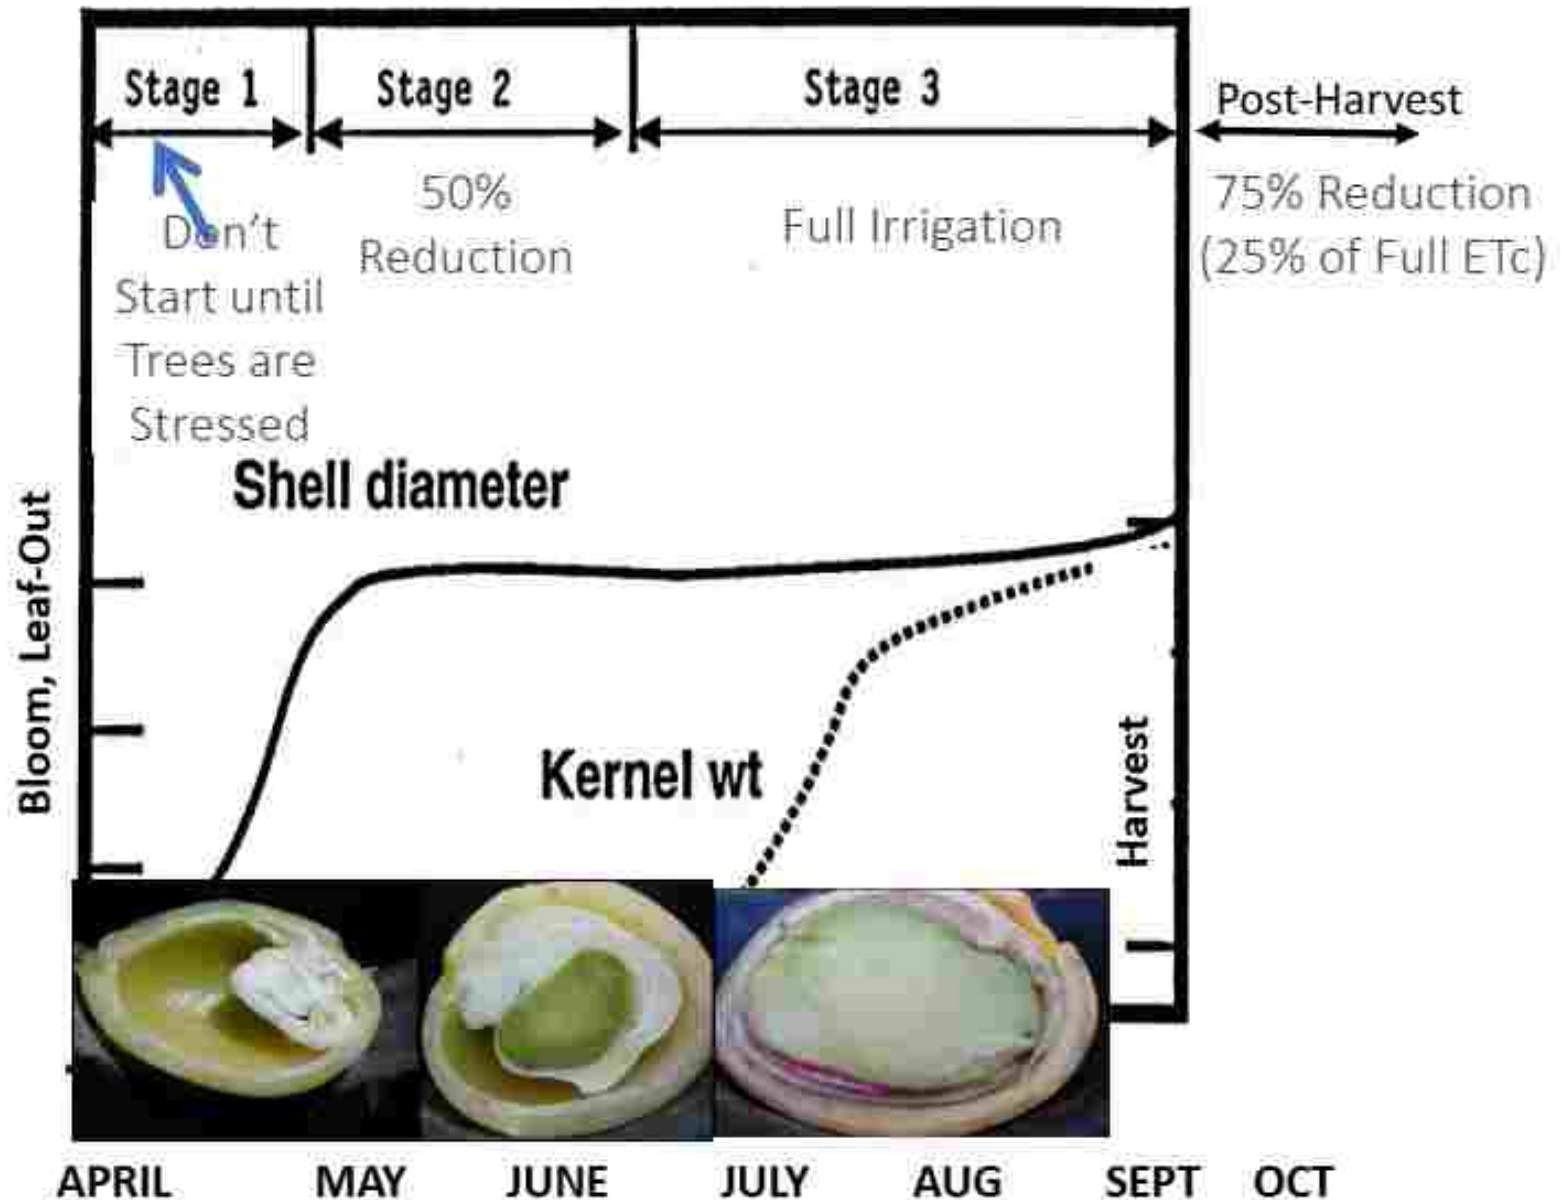 Stage 1
Stage 2
Stage 3
Post-Harvest
Don't
Start until
Trees are
Stressed
50%
Reduction
Full Irrigation
75% Reduction
(25% of Full ETc)
Shell diameter
Bloom, Leaf-Out
Kernel wt
Harvest
APRIL MAY JUNE JULY AUG SEPT OCT